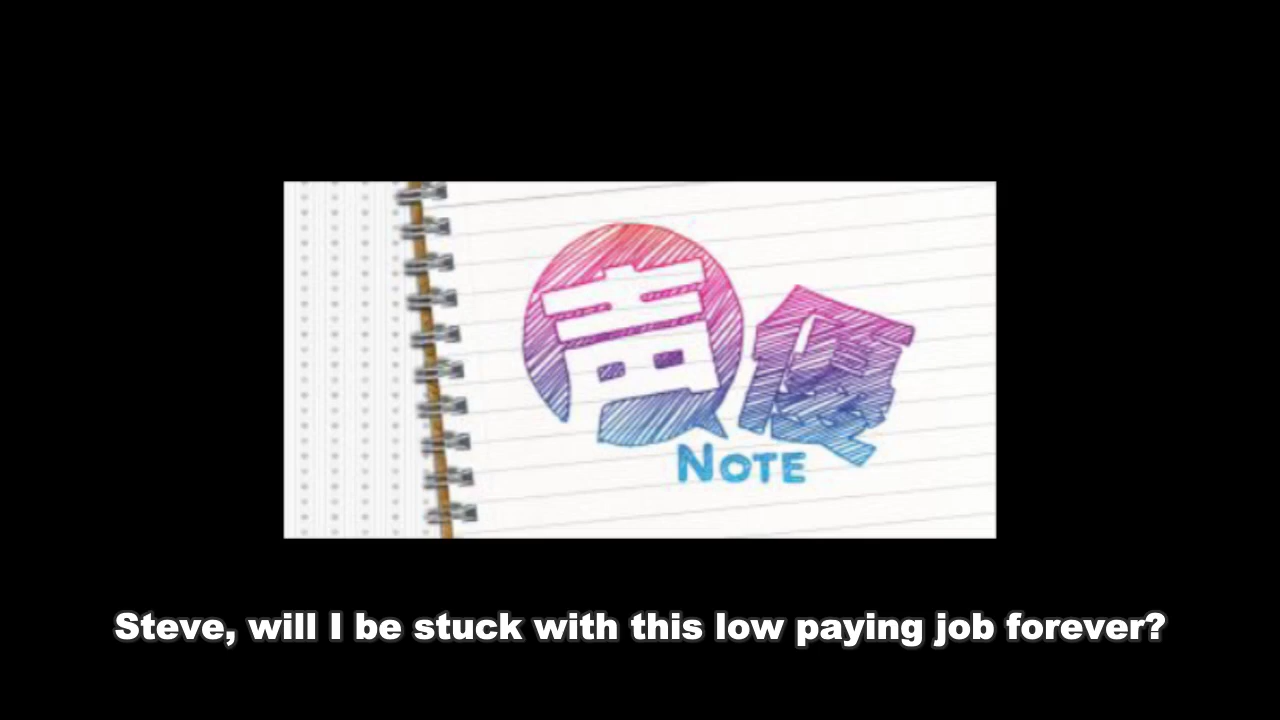 声優
NOTE
Steve, will I be stuck with this low paying job forever?